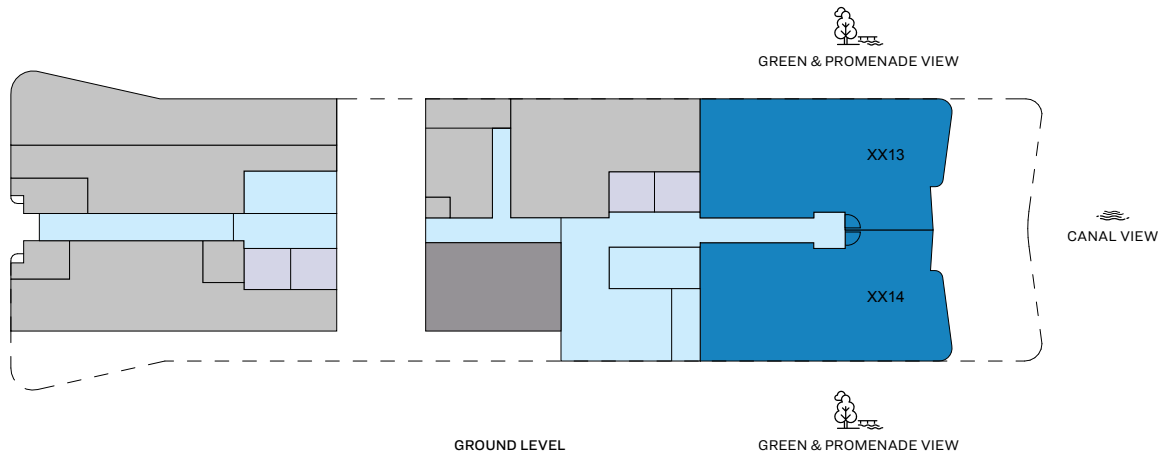 GREEN & PROMENADE VIEW
XX13
CANAL VIEW
XX14
GROUND LEVEL
GREEN & PROMENADE VIEW